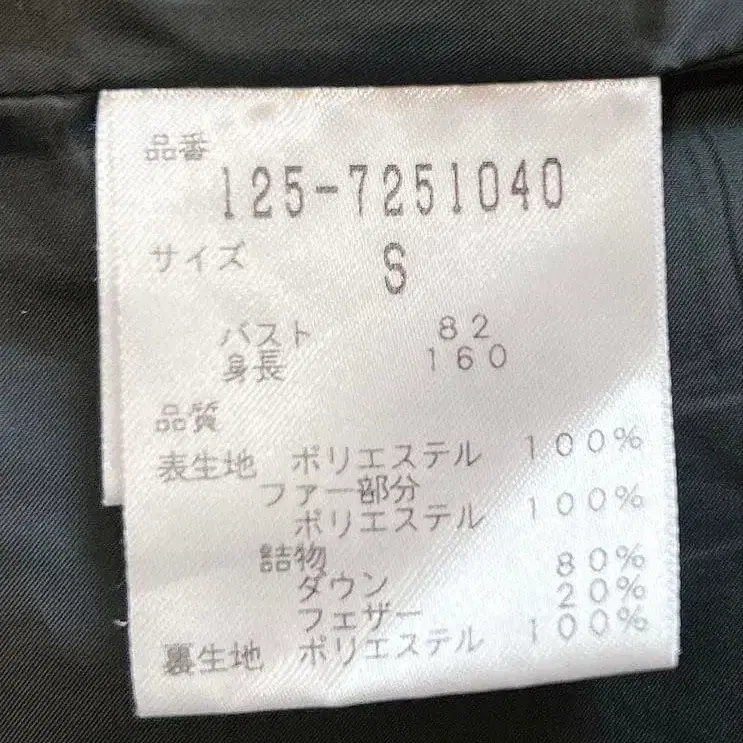 品番
125-7251040
サイズ S
バスト 82
身長 160
品質
表生地 ポリエステル 100%
ファー部分
ポリエステル 100%
詰物
ダウン 80%
フェザー 20%
裏生地 ポリエステル 100%